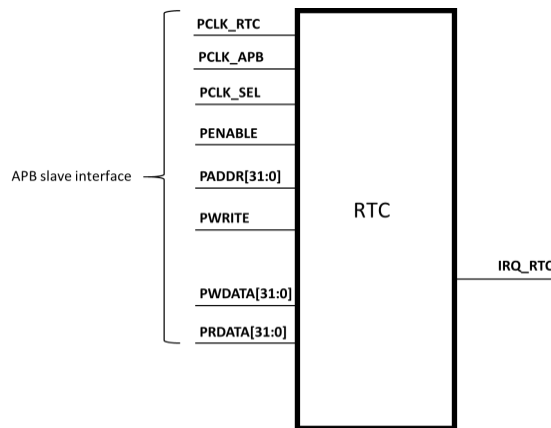 PCLK_RTC
PCLK_APB
PCLK_SEL
PENABLE
APB slave interface
PADDR[31:0]
PWRITE
RTC
IRQ_RTC
PWDATA[31:0]
PRDATA[31:0]